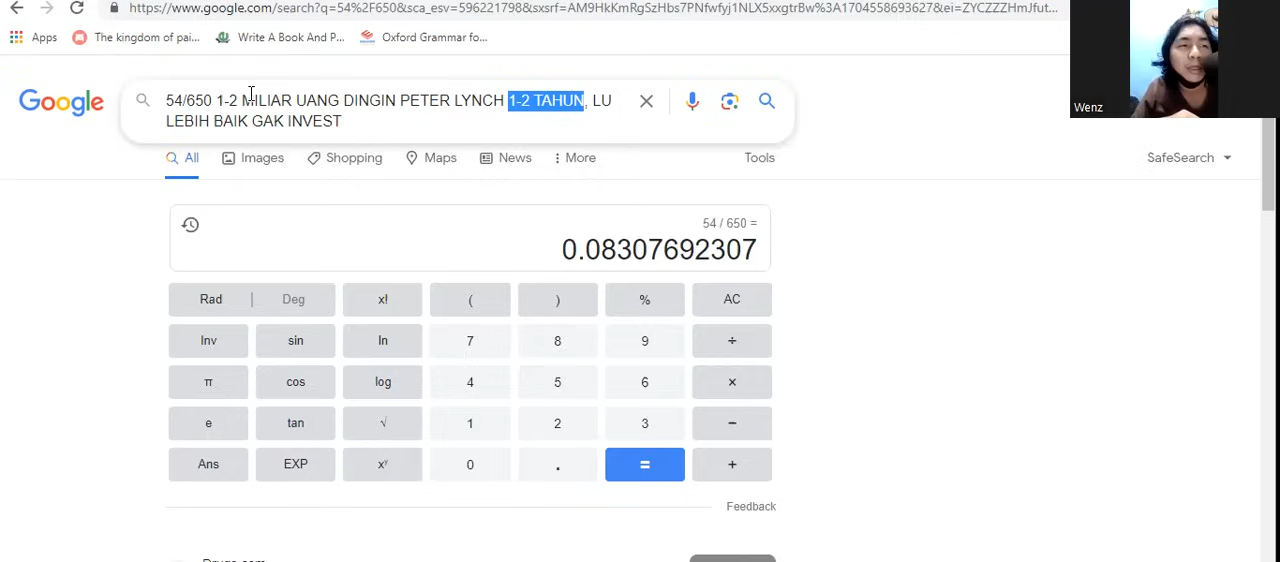 https://www.google.com/search?q=54%2F650&sca_esv=596221798&sxsrf=AM9HkKmRgSzHbs7PNfwfyj1NLX5xxgtrBw%3A1704558693627&ei=ZYCZZZHmJfut...
Apps The kingdom of pai... Write A Book And P... Oxford Grammar fo...
Wenz
Google
54/650 1-2 MILIAR UANG DINGIN PETER LYNCH 1-2 TAHUN, LU
LEBIH BAIK GAK INVEST
All Images Shopping Maps News More Tools SafeSearch
54 / 650 =
0.08307692307
Rad Deg x! ( ) % AC
Inv sin ln 7 8 9 ÷
π cos log 4 5 6 ×
e tan √ 1 2 3 −
Ans EXP xʸ 0 . = +
Feedback